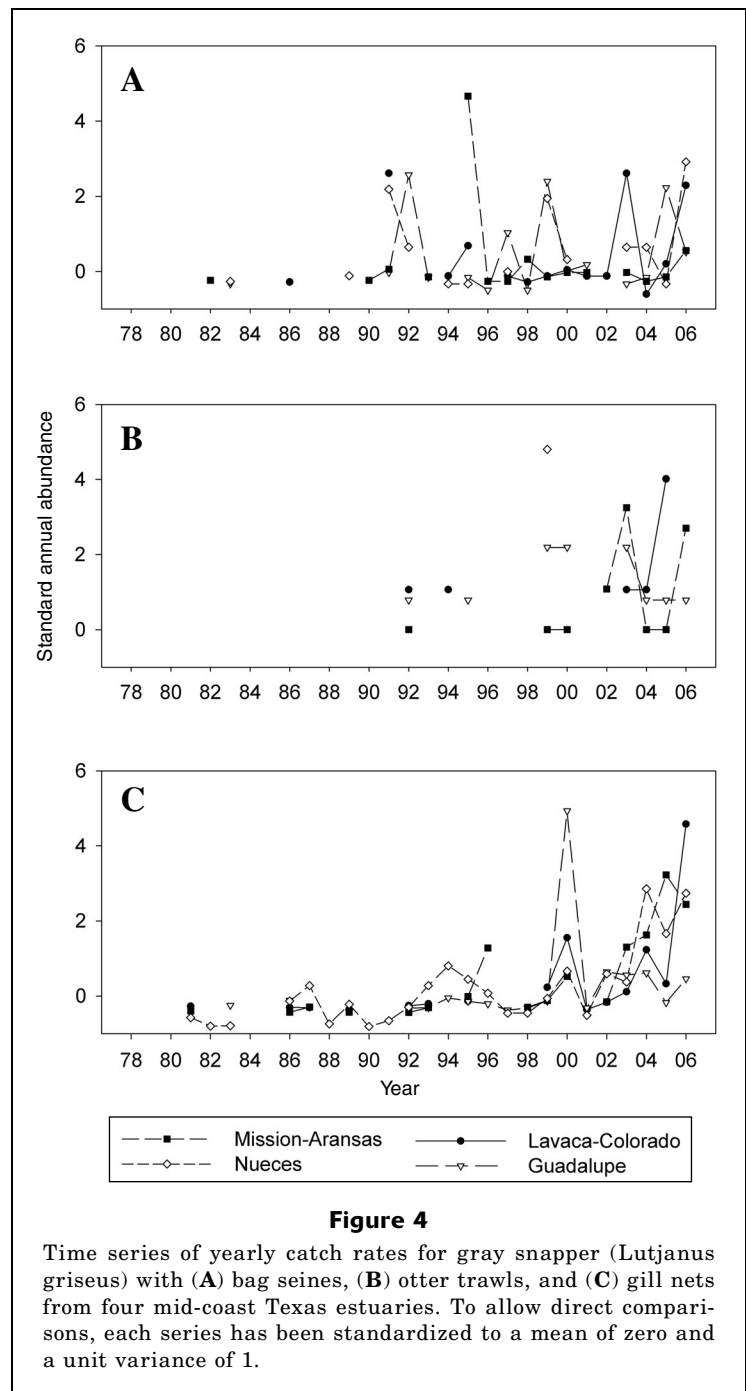 6
A
4
2
0
78 80 82 84 86 88 90 92 94 96 98 00 02 04 06
6
B
4
2
0
78 80 82 84 86 88 90 92 94 96 98 00 02 04 06
Standard annual abundance
6
C
4
2
0
78 80 82 84 86 88 90 92 94 96 98 00 02 04 06
Year
Mission-Aransas Lavaca-Colorado
Nueces Guadalupe
Figure 4
Time series of yearly catch rates for gray snapper (Lutjanus
griseus) with (A) bag seines, (B) otter trawls, and (C) gill nets
from four mid-coast Texas estuaries. To allow direct compari-
sons, each series has been standardized to a mean of zero and
a unit variance of 1.